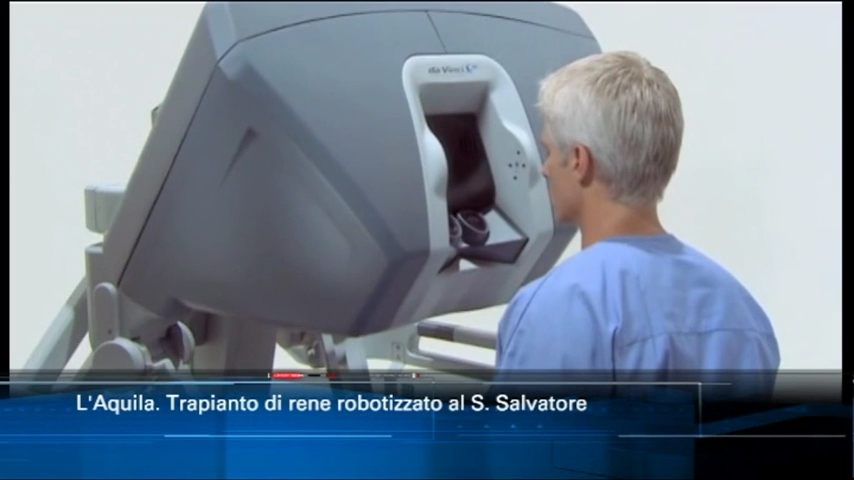 da Vinci
L'Aquila. Trapianto di rene robotizzato al S. Salvatore